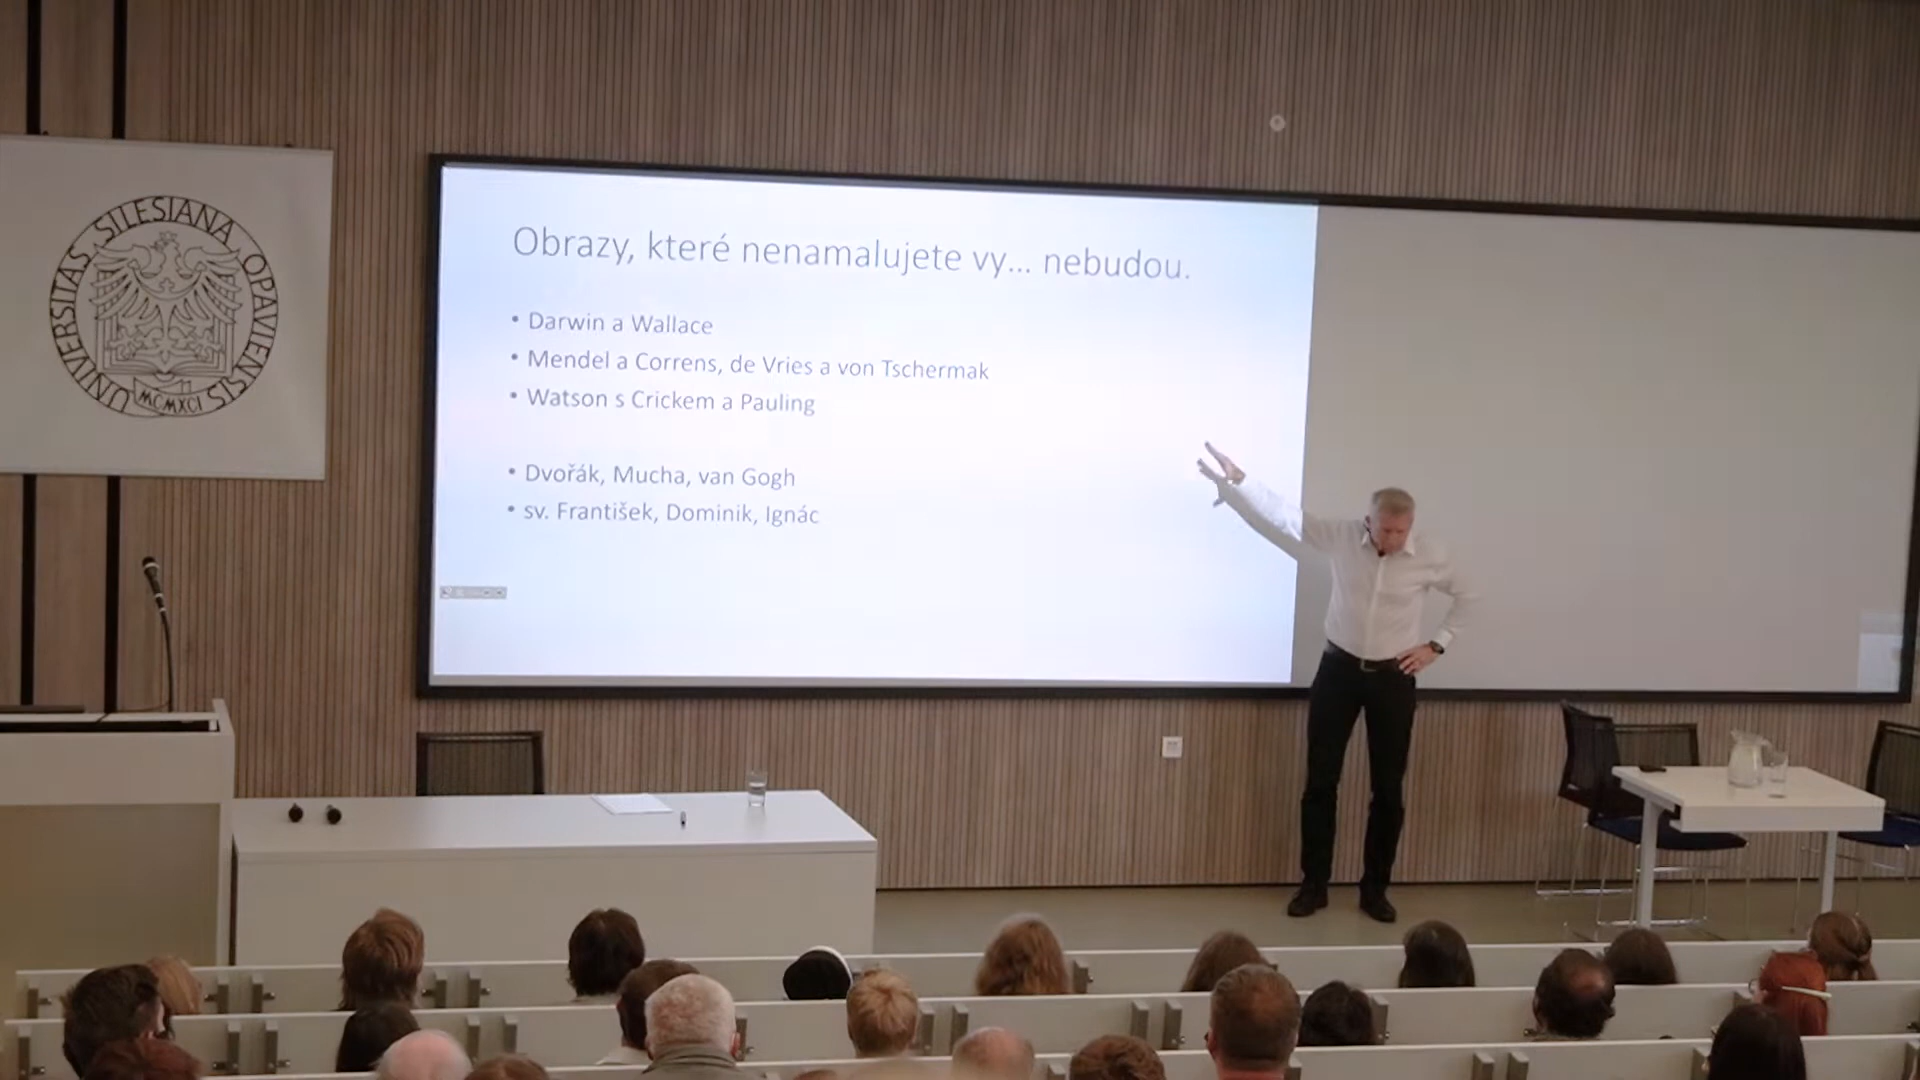 UNIVERSITAS SILESIANA OPAVIENSIS
MCMXCI
Obrazy, které nenamalujete vy... nebudou.
• Darwin a Wallace
• Mendel a Correns, de Vries a von Tschermak
• Watson s Crickem a Pauling
• Dvořák, Mucha, van Gogh
• sv. František, Dominik, Ignác